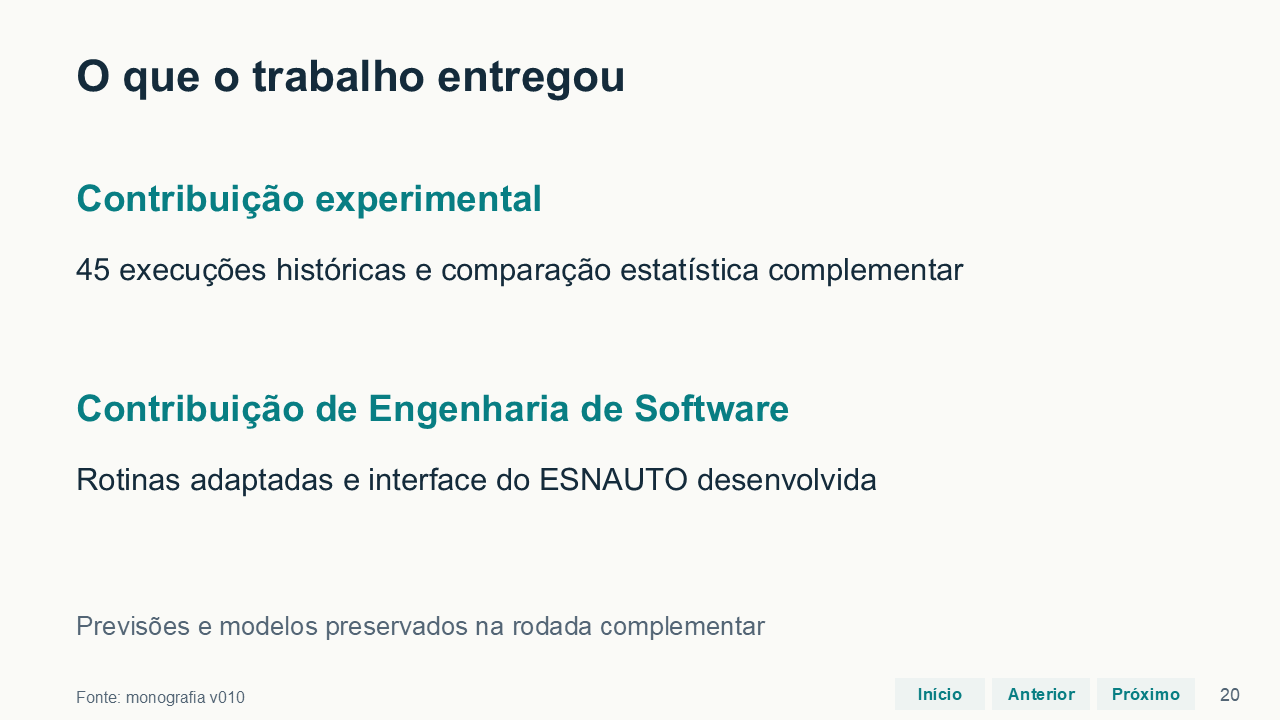 O que o trabalho entregou
Contribuição experimental
45 execuções históricas e comparação estatística complementar
Contribuição de Engenharia de Software
Rotinas adaptadas e interface do ESNAUTO desenvolvida
Previsões e modelos preservados na rodada complementar
Fonte: monografia v010
Início
Anterior
Próximo
20